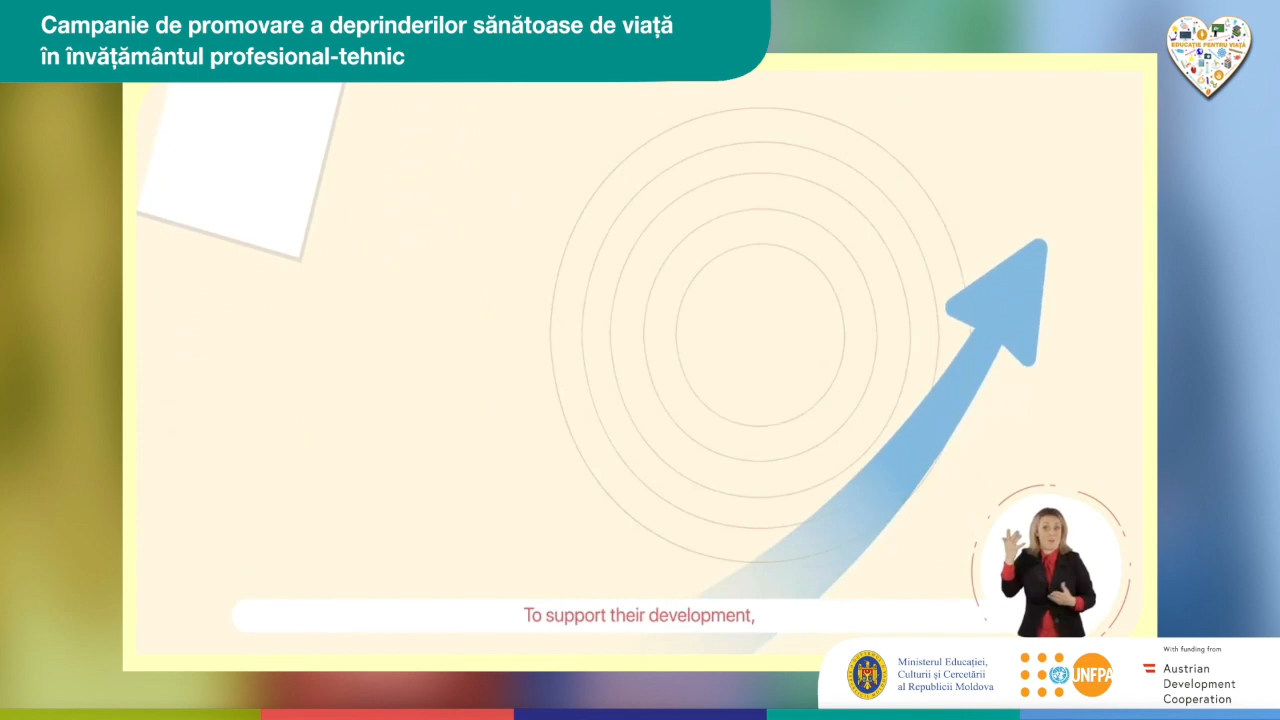 Campanie de promovare a deprinderilor sănătoase de viață
în învățământul profesional-tehnic
EDUCAȚIE PENTRU VIAȚĂ
To support their development,
Ministerul Educației,
Culturii și Cercetării
al Republicii Moldova
UNFPA
With funding from
Austrian
Development
Cooperation